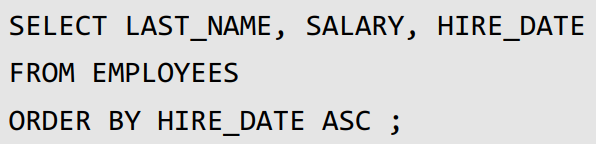 SELECT LAST_NAME, SALARY, HIRE_DATE
FROM EMPLOYEES
ORDER BY HIRE_DATE ASC ;